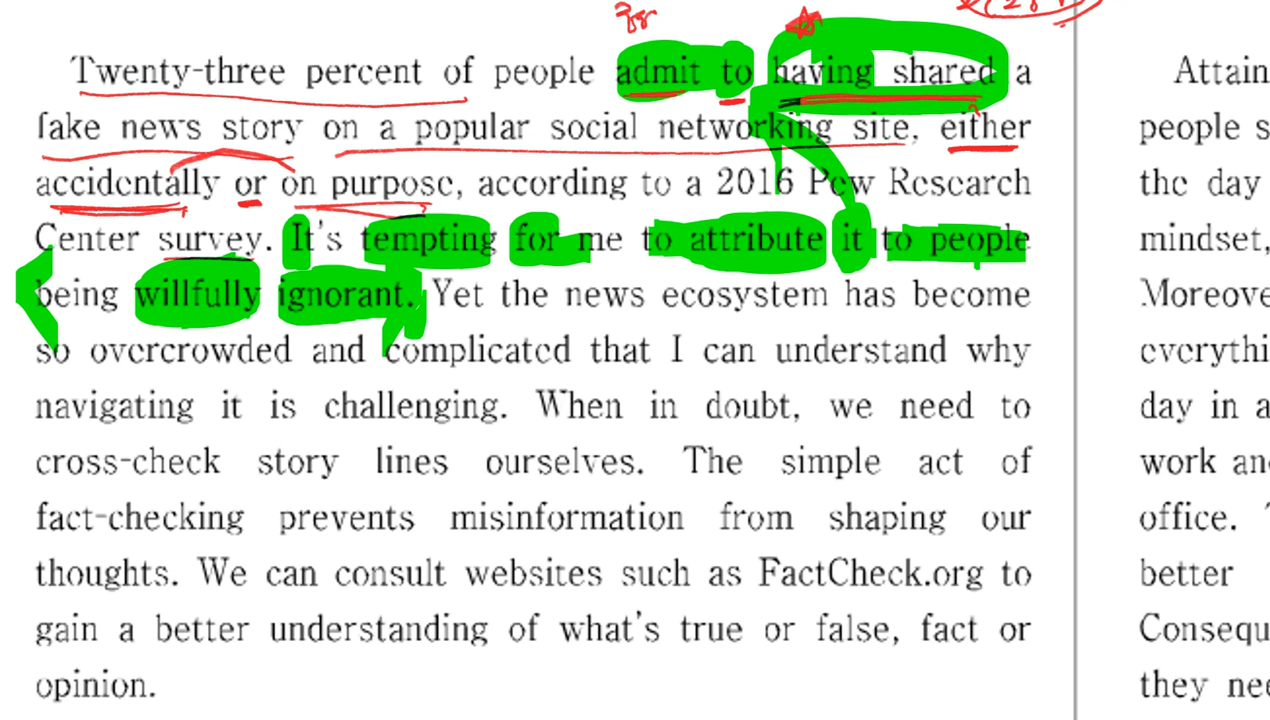 Twenty-three percent of people admit to having shared a
fake news story on a popular social networking site, either
accidentally or on purpose, according to a 2016 Pew Research
Center survey. It's tempting for me to attribute it to people
being willfully ignorant. Yet the news ecosystem has become
so overcrowded and complicated that I can understand why
navigating it is challenging. When in doubt, we need to
cross-check story lines ourselves. The simple act of
fact-checking prevents misinformation from shaping our
thoughts. We can consult websites such as FactCheck.org to
gain a better understanding of what's true or false, fact or
opinion.
Attain
people s
the day
mindset,
Moreove
everythi
day in a
work an
office.
better
Consequ
they nee